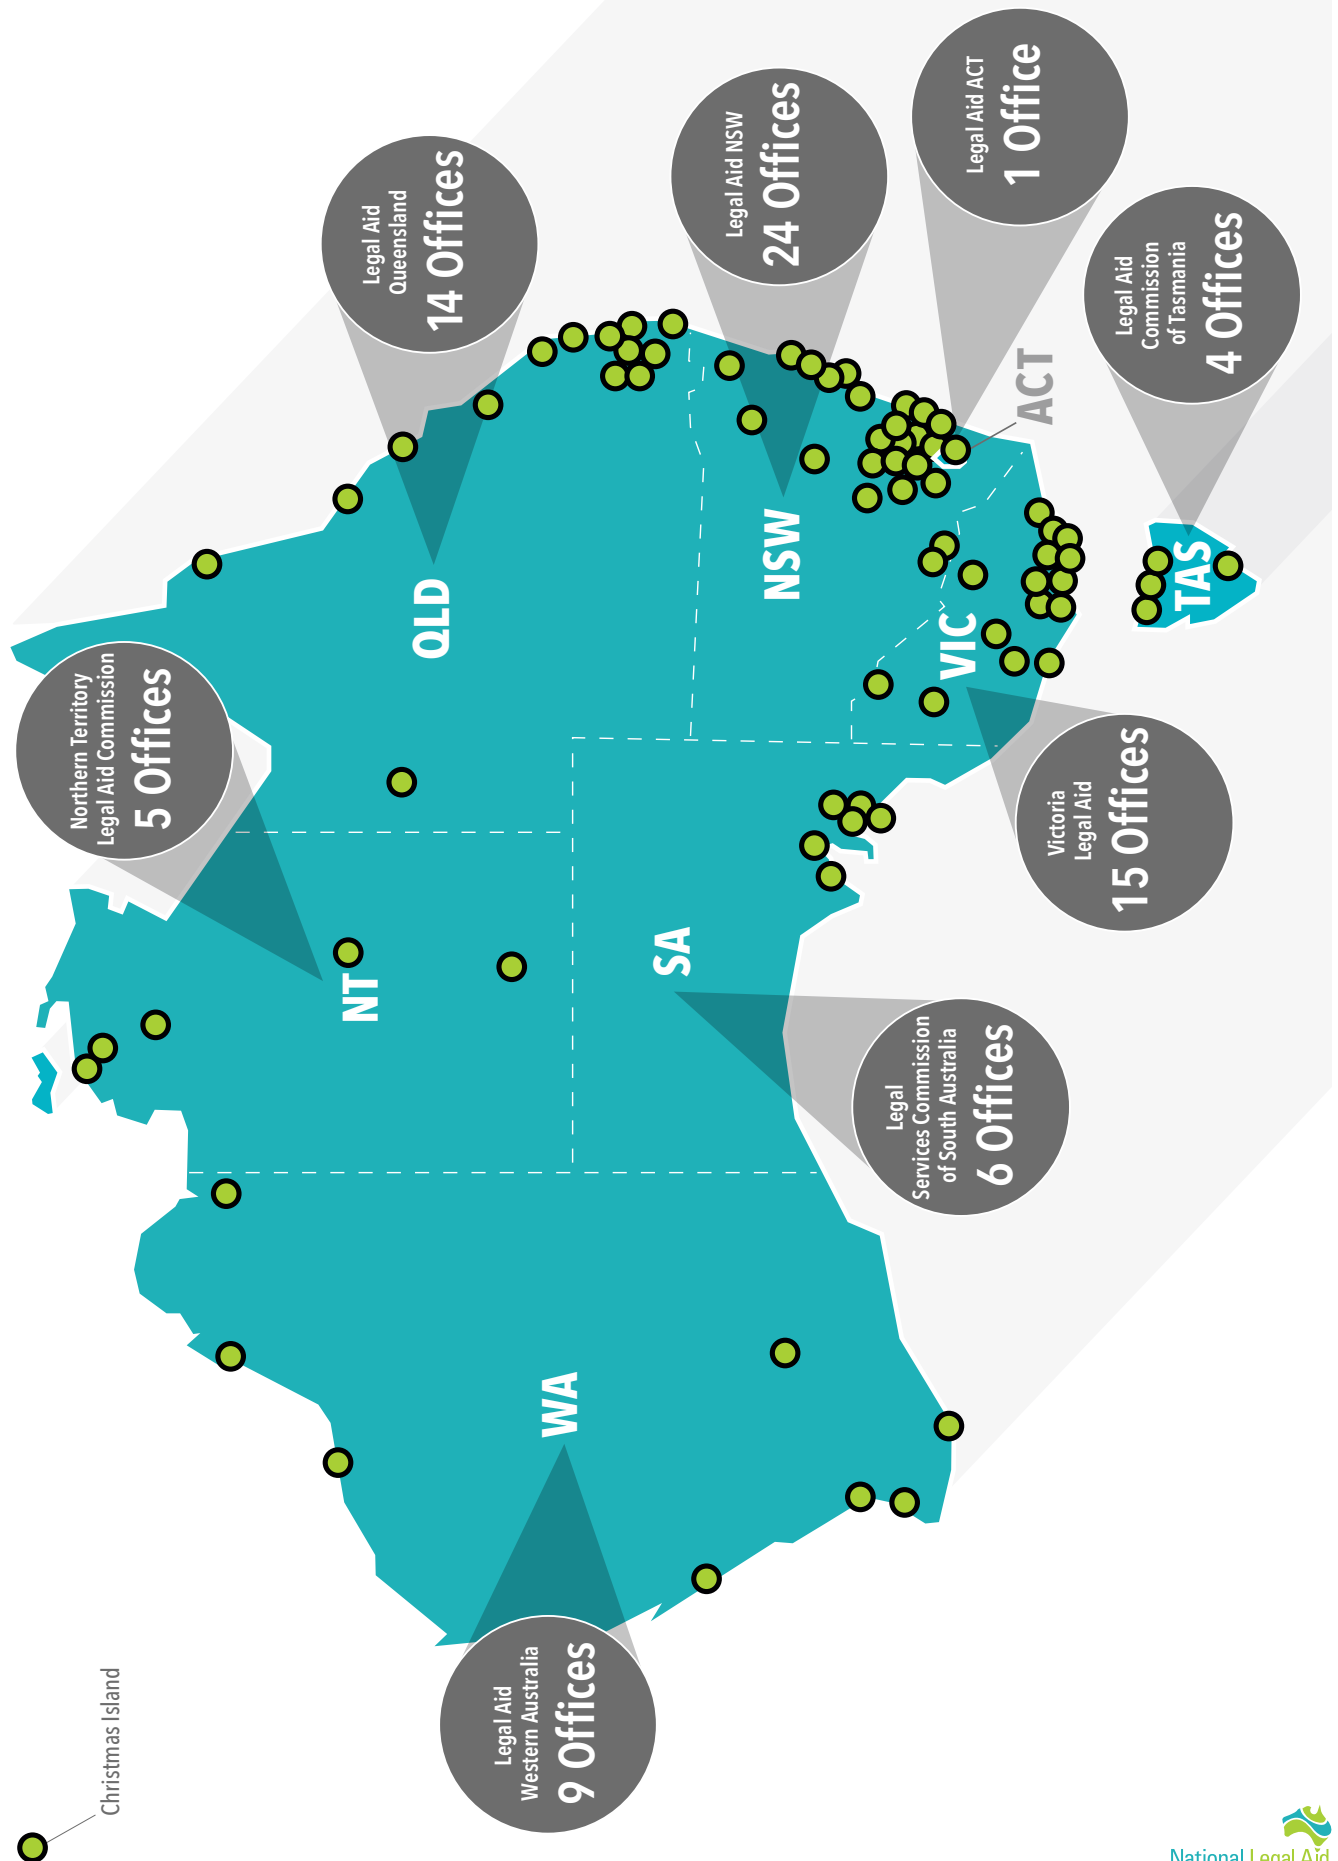 Christmas Island
Northern Territory
Legal Aid Commission
5 Offices
Legal Aid
Queensland
14 Offices
Legal Aid NSW
24 Offices
Legal Aid ACT
1 Office
Legal Aid
Commission
of Tasmania
4 Offices
Victoria
Legal Aid
15 Offices
Legal
Services Commission
of South Australia
6 Offices
Legal Aid
Western Australia
9 Offices
NT
QLD
WA
SA
NSW
VIC
ACT
TAS
National Legal Aid